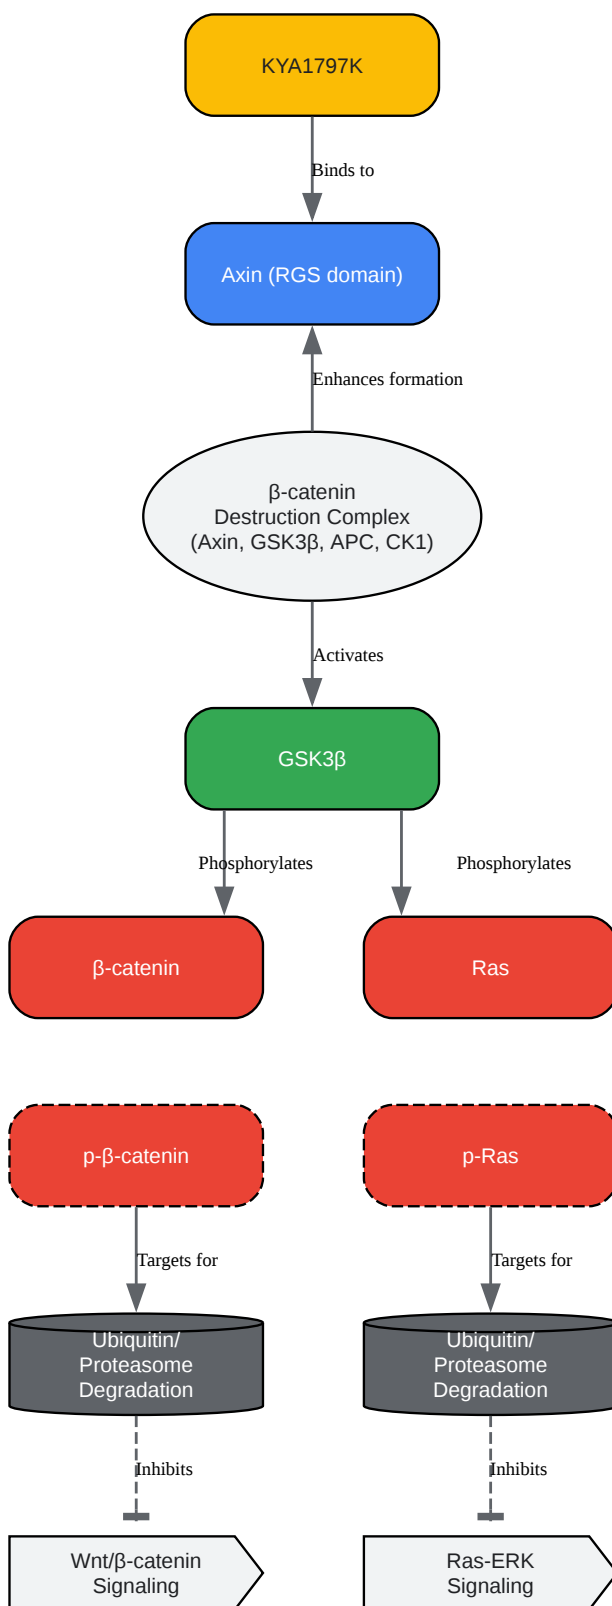 KYA1797K
Binds to
Axin (RGS domain)
Enhances formation
β-catenin
Destruction Complex
(Axin, GSK3β, APC, CK1)
Activates
GSK3β
Phosphorylates
Phosphorylates
β-catenin
Ras
p-β-catenin
p-Ras
Targets for
Targets for
Ubiquitin/
Proteasome
Degradation
Ubiquitin/
Proteasome
Degradation
Inhibits
Inhibits
Wnt/β-catenin
Signaling
Ras-ERK
Signaling